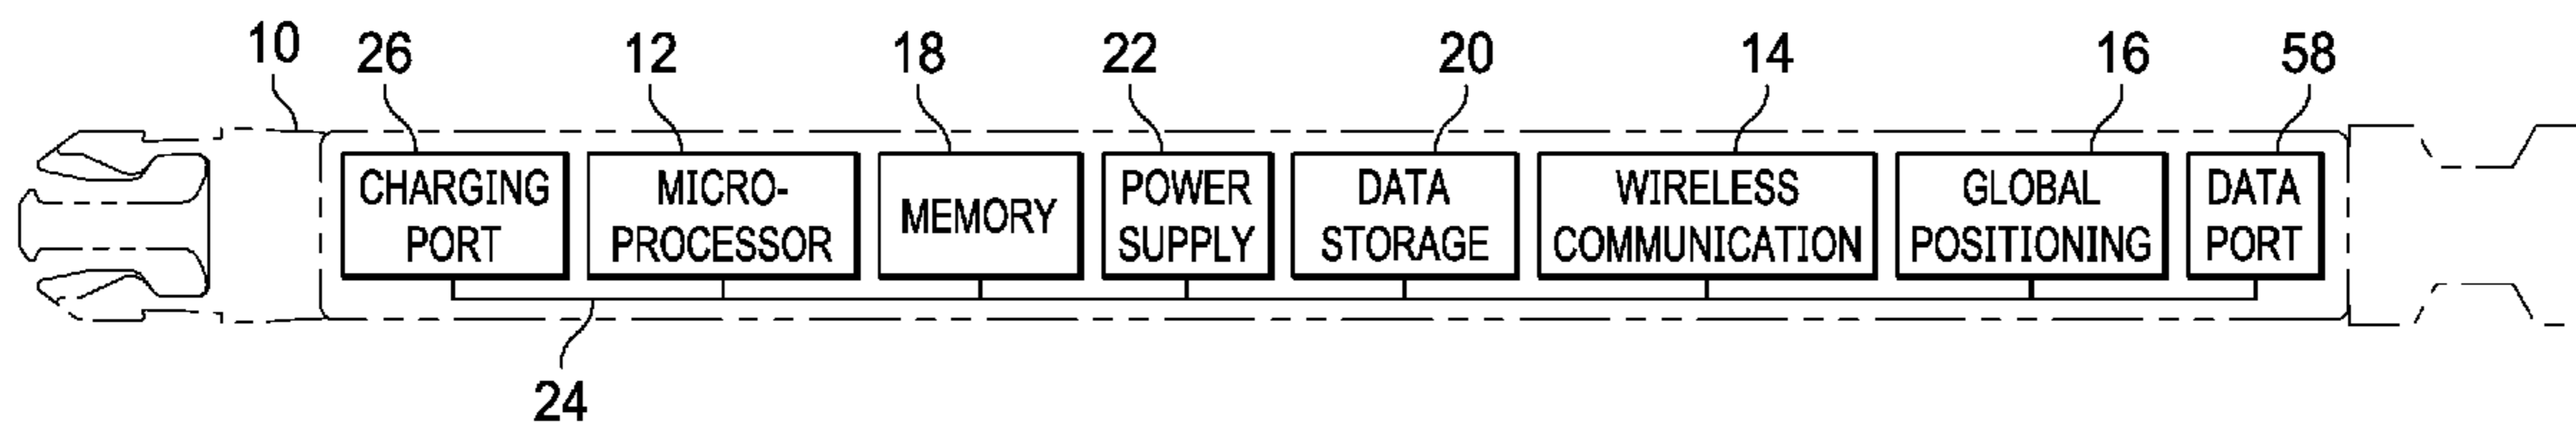 10 26 12 18 22 20 14 16 58
CHARGING MICRO- POWER DATA WIRELESS GLOBAL DATA
MEMORY
PORT PROCESSOR SUPPLY STORAGE COMMUNICATION POSITIONING PORT
24